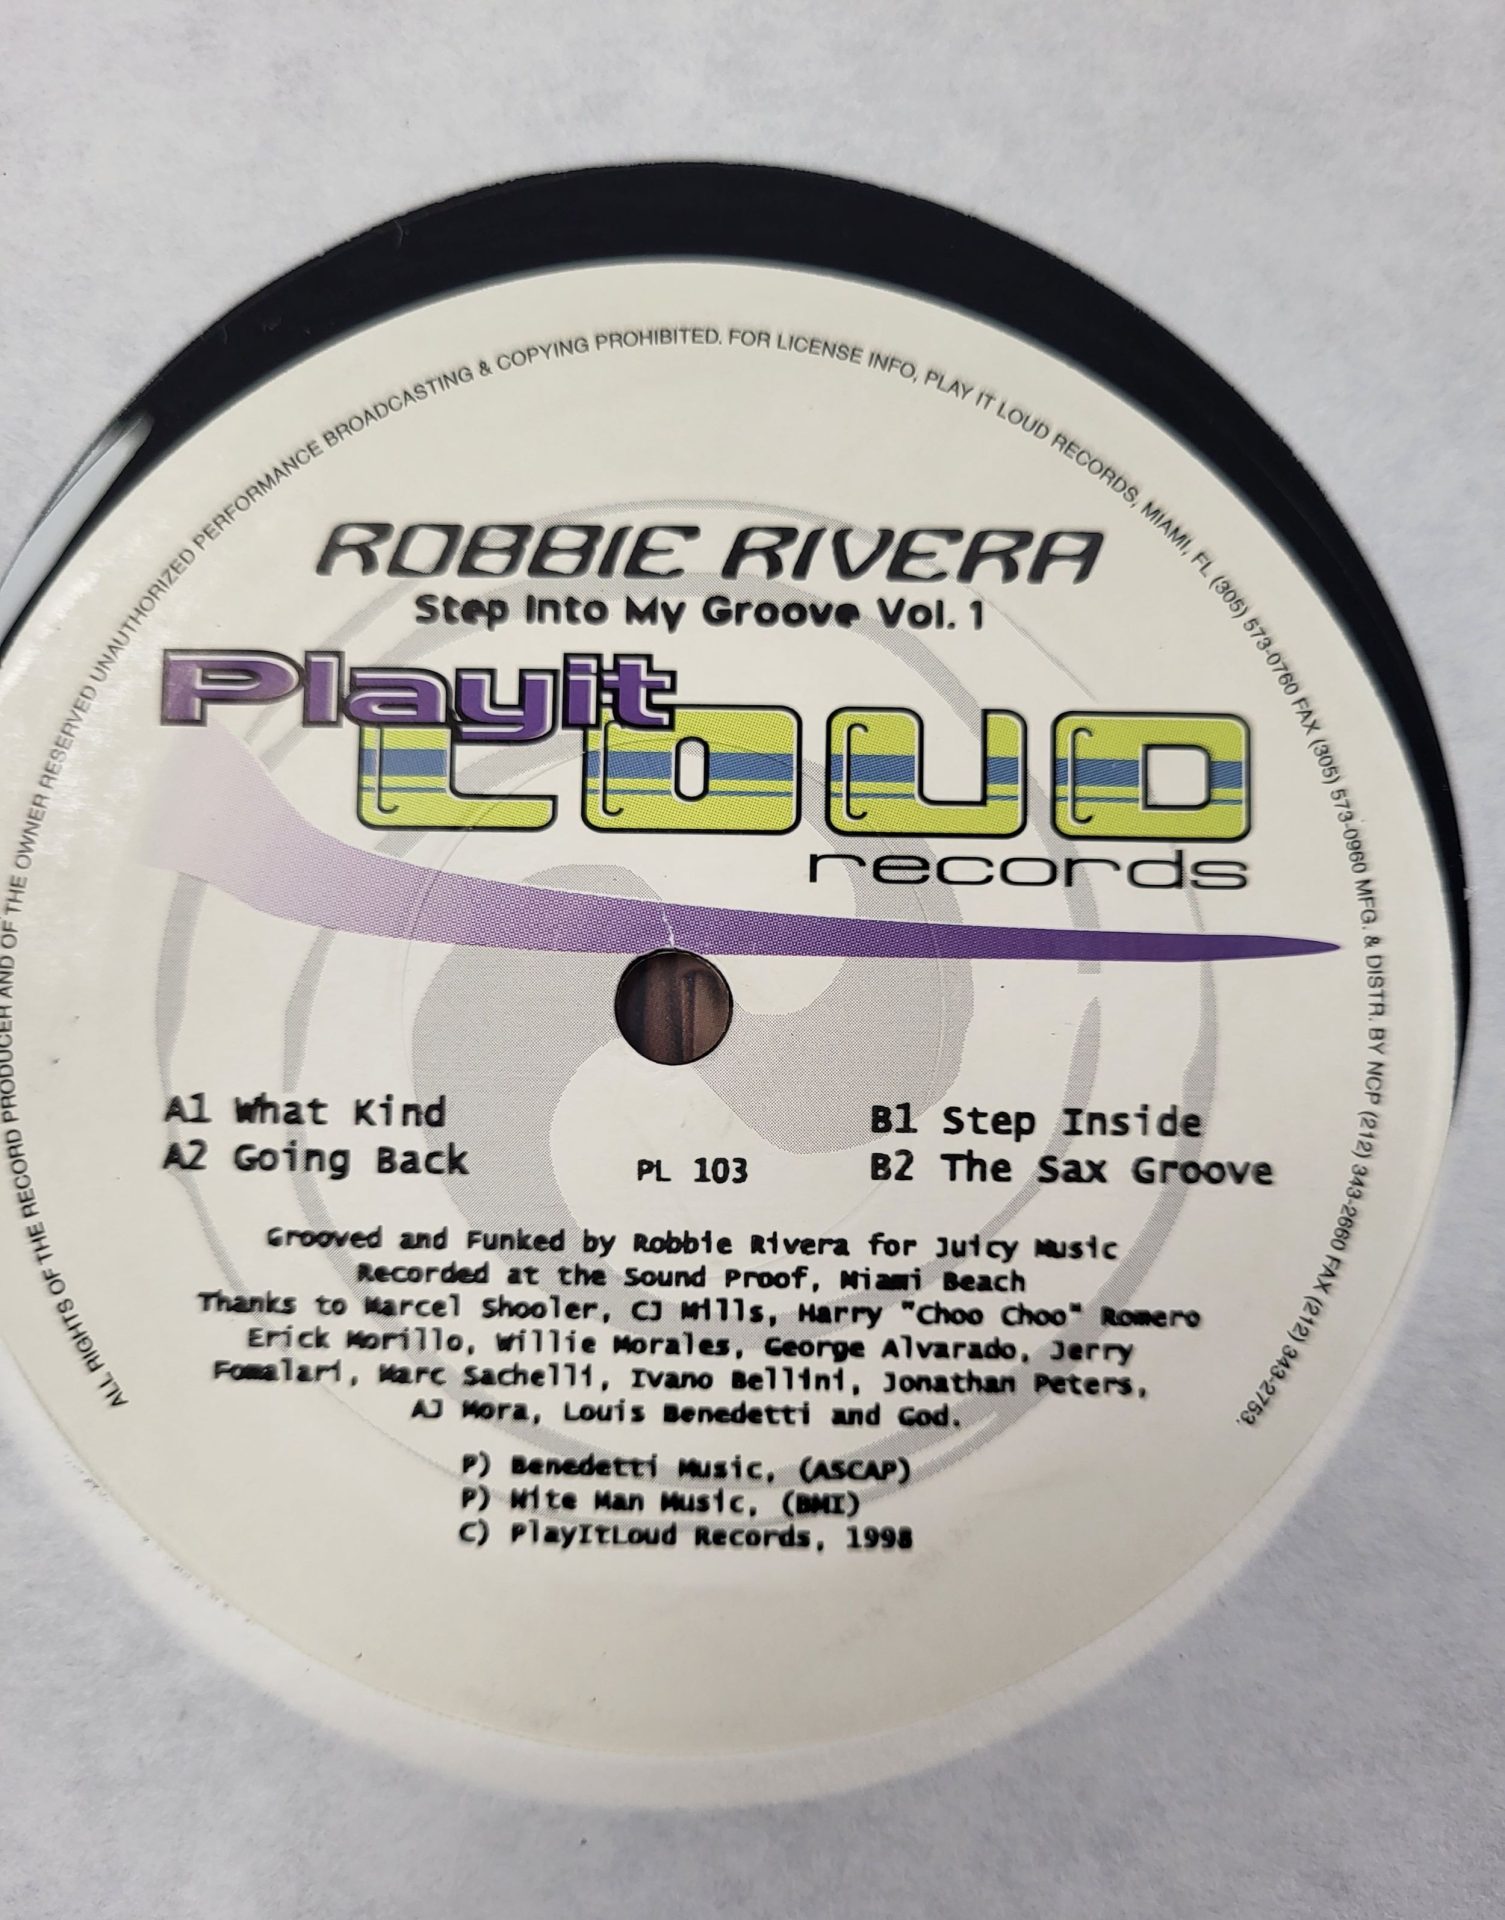 ALL RIGHTS OF THE RECORD PRODUCER AND OF THE OWNER RESERVED UNAUTHORIZED PERFORMANCE BROADCASTING & COPYING PROHIBITED. FOR LICENSE INFO, PLAY IT LOUD RECORDS, MIAMI, FL (305) 573-0760 FAX (305) 573-0960 MFG. & DISTR. BY NCP (212) 343-2660 FAX (212) 343-2753.
ROBBIE RIVERA
Step Into My Groove Vol. 1
Playit
LOUD
records
A1 What Kind
A2 Going Back
PL 103
B1 Step Inside
B2 The Sax Groove
Grooved and Funked by Robbie Rivera for Juicy Music
Recorded at the Sound Proof, Miami Beach
Thanks to Marcel Shooler, CJ Mills, Harry "Choo Choo" Romero
Erick Morillo, Willie Morales, George Alvarado, Jerry
Fomalari, Marc Sachelli, Ivano Bellini, Jonathan Peters,
AJ Mora, Louis Benedetti and God.
P) Benedetti Music, (ASCAP)
P) Nite Man Music, (BMI)
C) PlayItLoud Records, 1998